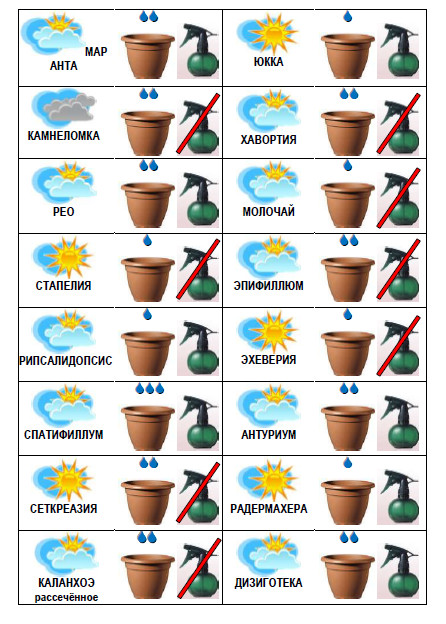 МАР
АНТА
ЮККА
КАМНЕЛОМКА
ХАВОРТИЯ
РЕО
МОЛОЧАЙ
СТАПЕЛИЯ
ЭПИФИЛЛЮМ
РИПСАЛИДОПСИС
ЭХЕВЕРИЯ
СПАТИФИЛЛУМ
АНТУРИУМ
СЕТКРЕАЗИЯ
РАДЕРМАХЕРА
КАЛАНХОЭ
рассечённое
ДИЗИГОТЕКА